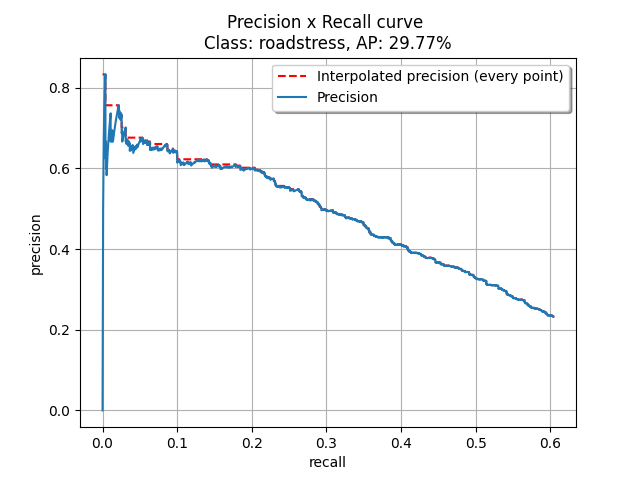 Precision x Recall curve
Class: roadstress, AP: 29.77%
Interpolated precision (every point)
Precision
precision
0.8
0.6
0.4
0.2
0.0
0.0 0.1 0.2 0.3 0.4 0.5 0.6
recall